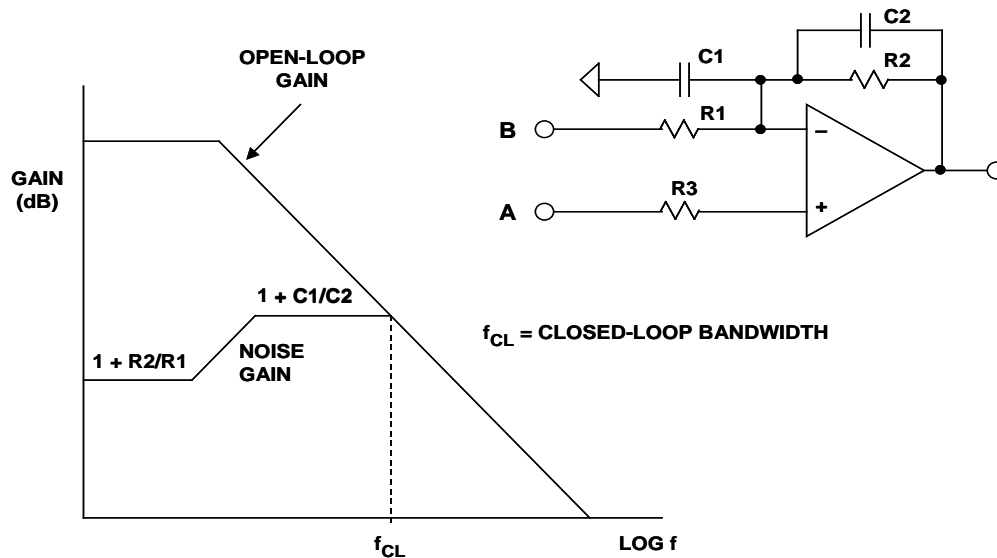 OPEN-LOOP
GAIN
GAIN
(dB)
1 + C1/C2
1 + R2/R1
NOISE
GAIN
fCL
LOG f
C2
C1
R2
R1
B
R3
A
–
+
fCL = CLOSED-LOOP BANDWIDTH